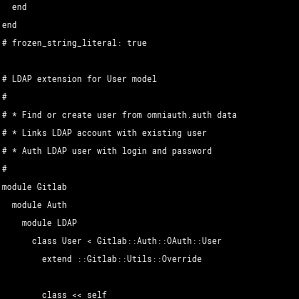 end
end
# frozen_string_literal: true

# LDAP extension for User model
#
# * Find or create user from omniauth.auth data
# * Links LDAP account with existing user
# * Auth LDAP user with login and password
#
module Gitlab
  module Auth
    module LDAP
      class User < Gitlab::Auth::OAuth::User
        extend ::Gitlab::Utils::Override

        class << self